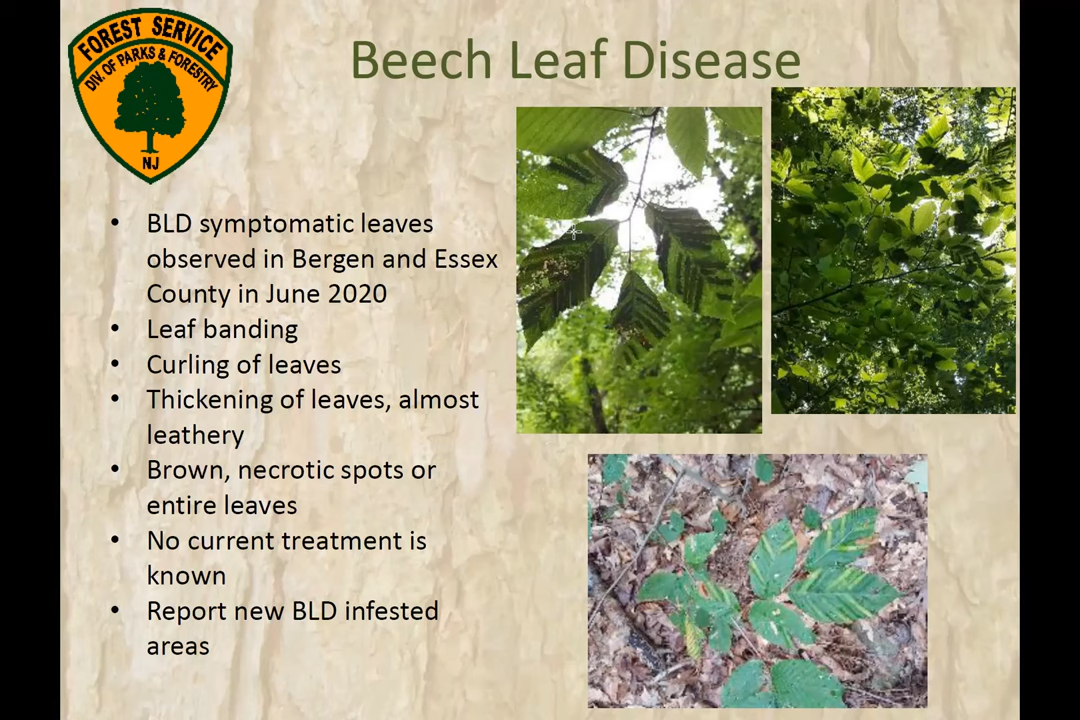 FOREST SERVICE
DIV. OF PARKS & FORESTRY
NJ
Beech Leaf Disease
• BLD symptomatic leaves
observed in Bergen and Essex
County in June 2020
• Leaf banding
• Curling of leaves
• Thickening of leaves, almost
leathery
• Brown, necrotic spots or
entire leaves
• No current treatment is
known
• Report new BLD infested
areas